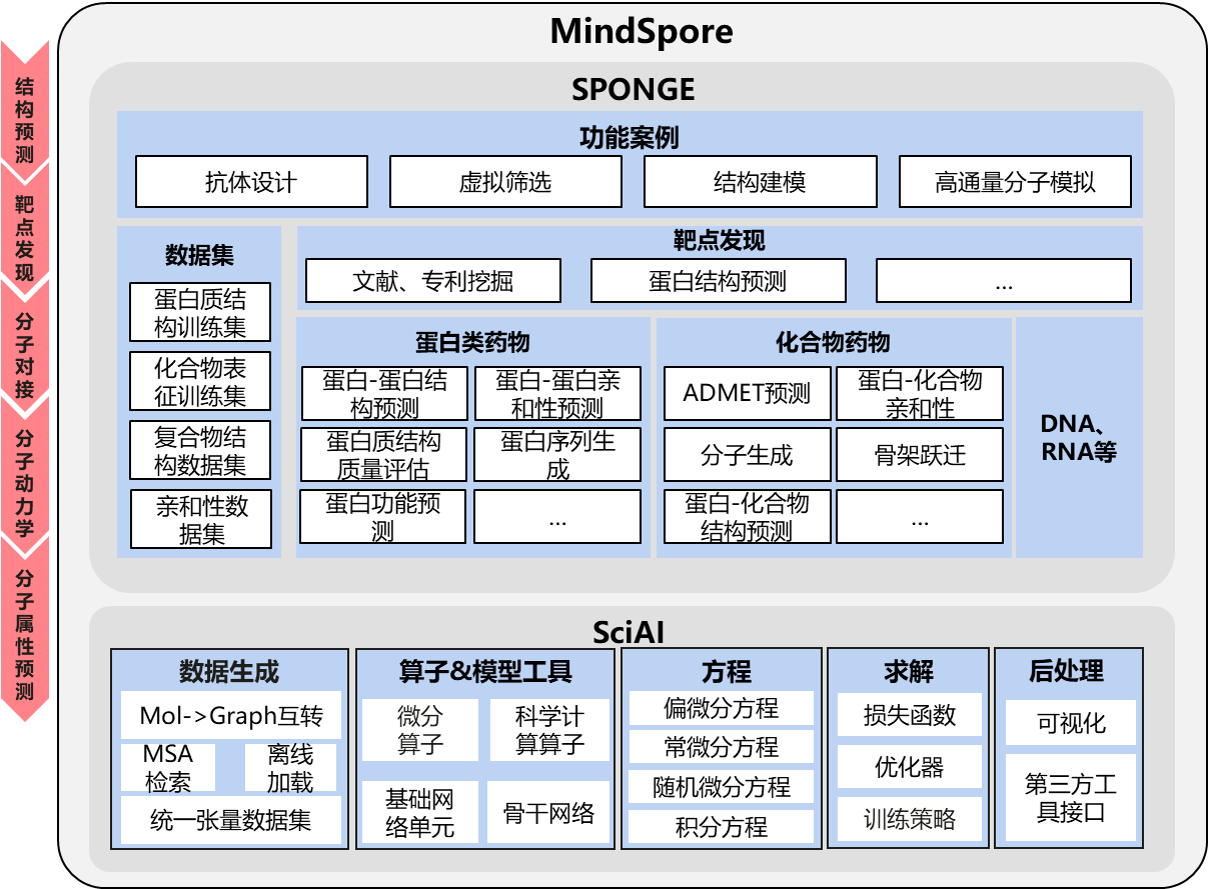 MindSpore
结构预测
靶点发现
分子对接
分子动力学
分子属性预测
SPONGE
功能案例
抗体设计
虚拟筛选
结构建模
高通量分子模拟
数据集
蛋白质结
构训练集
化合物表
征训练集
复合物结
构数据集
亲和性数
据集
靶点发现
文献、专利挖掘
蛋白结构预测
...
蛋白类药物
蛋白-蛋白结
构预测
蛋白-蛋白亲
和性预测
蛋白质结构
质量评估
蛋白序列生
成
蛋白功能预
测
...
化合物药物
ADMET预测
蛋白-化合物
亲和性
分子生成
骨架跃迁
蛋白-化合物
结构预测
...
DNA、
RNA等
SciAI
数据生成
Mol->Graph互转
MSA
检索
离线
加载
统一张量数据集
算子&模型工具
微分
算子
科学计
算算子
基础网
络单元
骨干网络
方程
偏微分方程
常微分方程
随机微分方程
积分方程
求解
损失函数
优化器
训练策略
后处理
可视化
第三方工
具接口